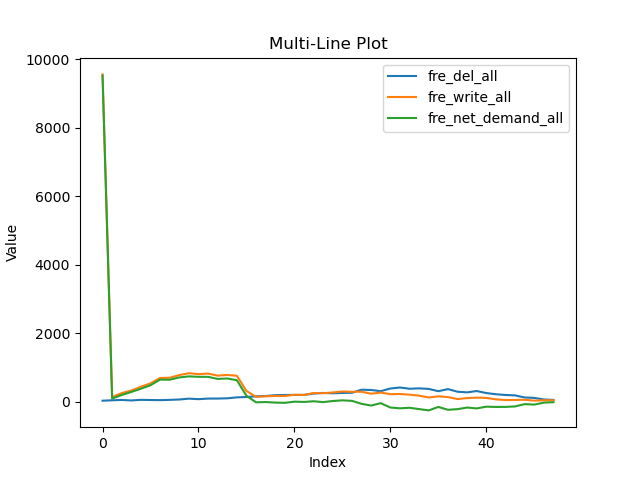 Multi-Line Plot
fre_del_all
fre_write_all
fre_net_demand_all
Value
10000
8000
6000
4000
2000
0
0
10
20
30
40
Index